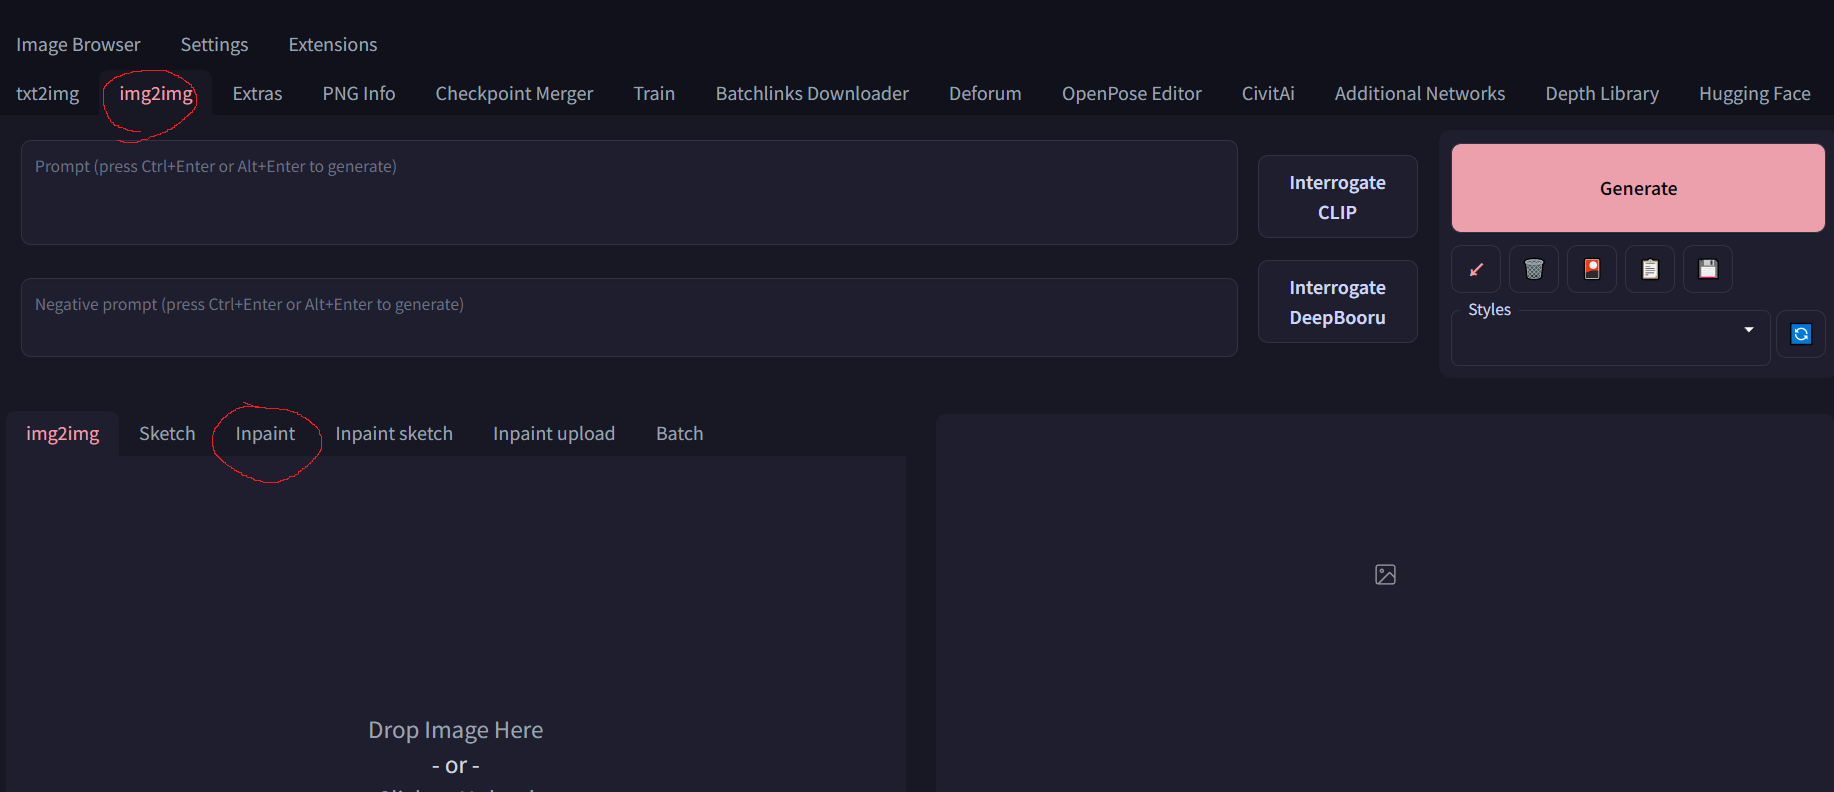 Image Browser Settings Extensions
txt2img img2img Extras PNG Info Checkpoint Merger Train Batchlinks Downloader Deforum OpenPose Editor CivitAi Additional Networks Depth Library Hugging Face
Prompt (press Ctrl+Enter or Alt+Enter to generate)
Interrogate
CLIP
Generate
Negative prompt (press Ctrl+Enter or Alt+Enter to generate)
Interrogate
DeepBooru
Styles
img2img Sketch Inpaint Inpaint sketch Inpaint upload Batch
Drop Image Here
- or -